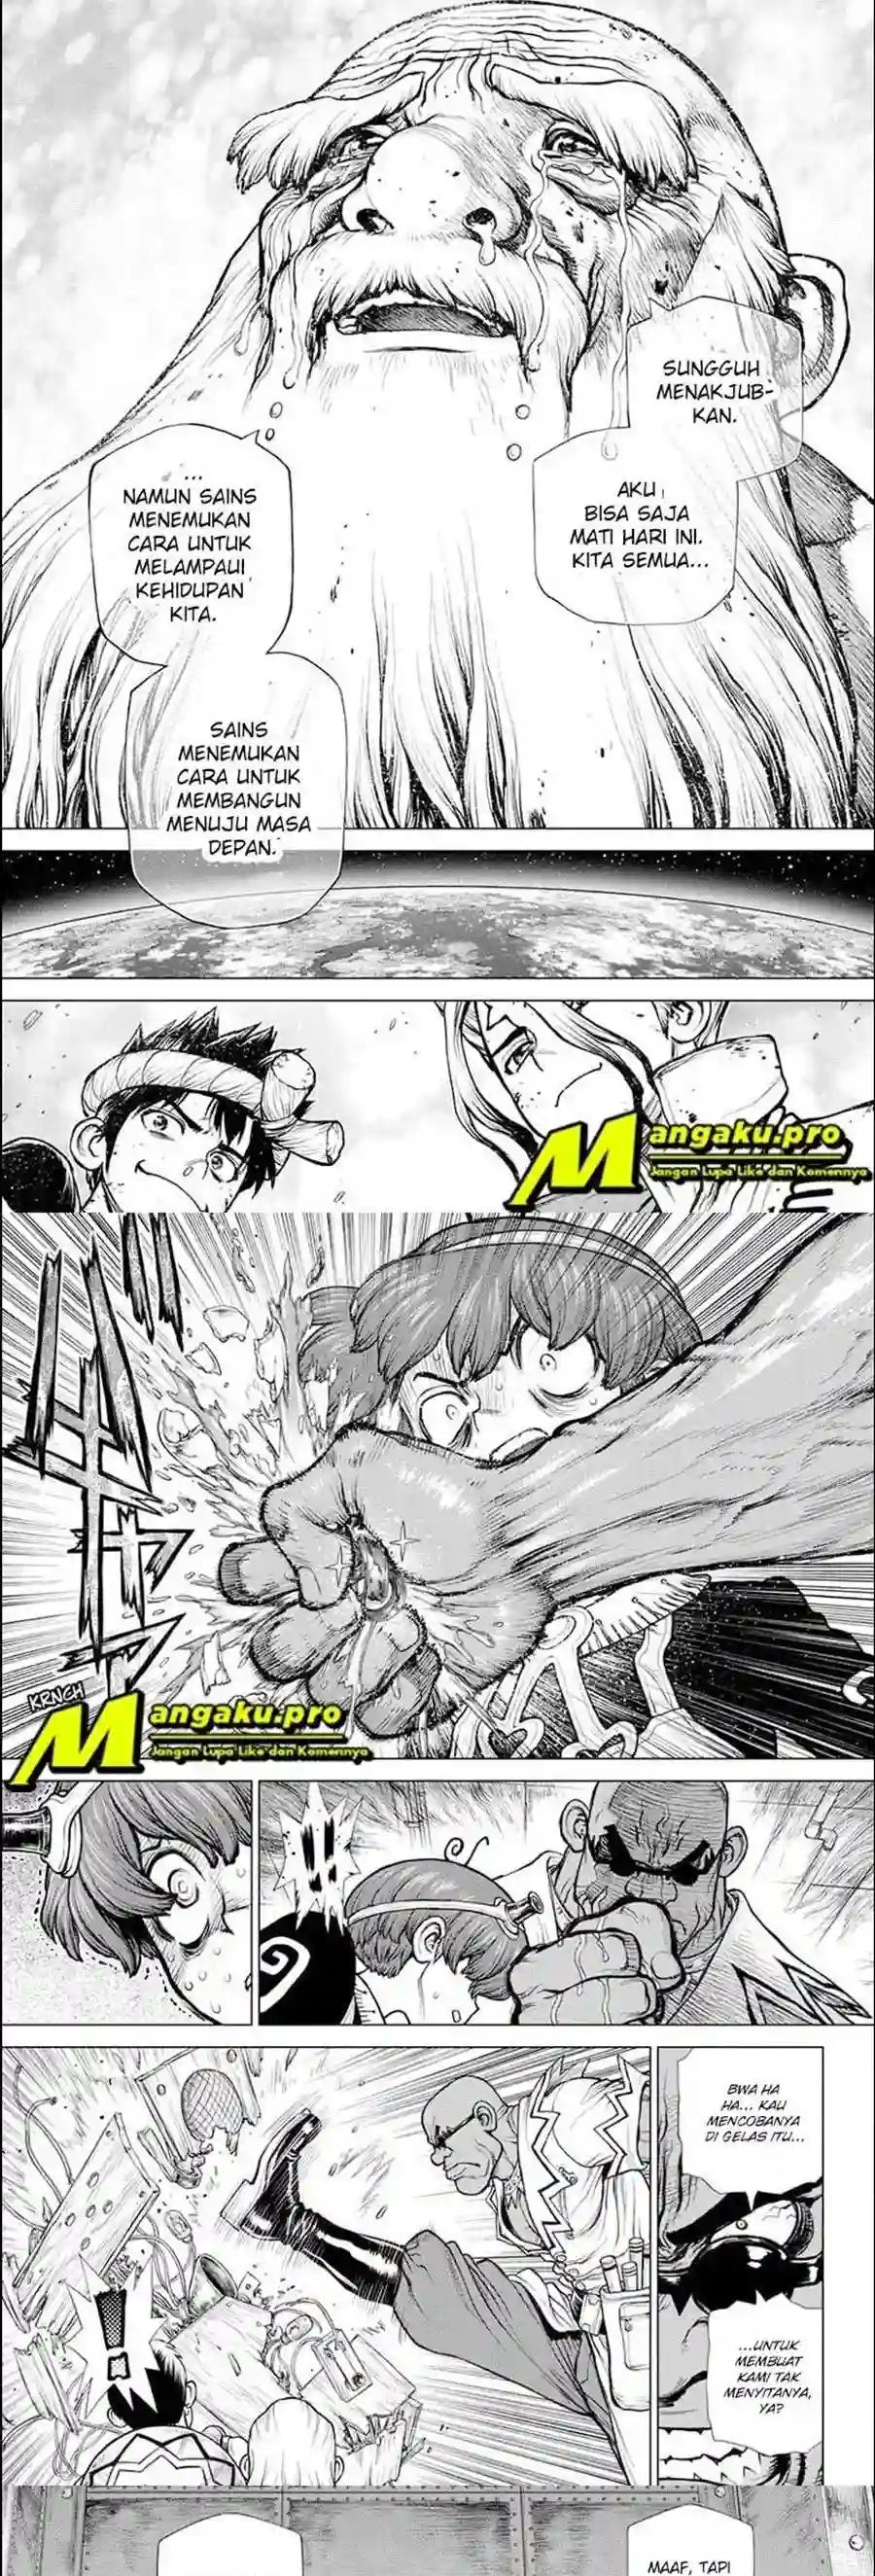 SUNGGUH
MENAKJUB-
KAN.
AKU
BISA SAJA
MATI HARI INI.
KITA SEMUA...
...
NAMUN SAINS
MENEMUKAN
CARA UNTUK
MELAMPAUI
KEHIDUPAN
KITA.
SAINS
MENEMUKAN
CARA UNTUK
MEMBANGUN
MENUJU MASA
DEPAN.
Mangaku.pro
Jangan Lupa Like dan Komennya
KRNCH
Mangaku.pro
Jangan Lupa Like dan Komennya
!!
BWA HA
HA... KAU
MENCOBANYA
DI GELAS ITU...
...UNTUK
MEMBUAT
KAMI TAK
MENYITANYA,
YA?
!
MAAF, TAPI